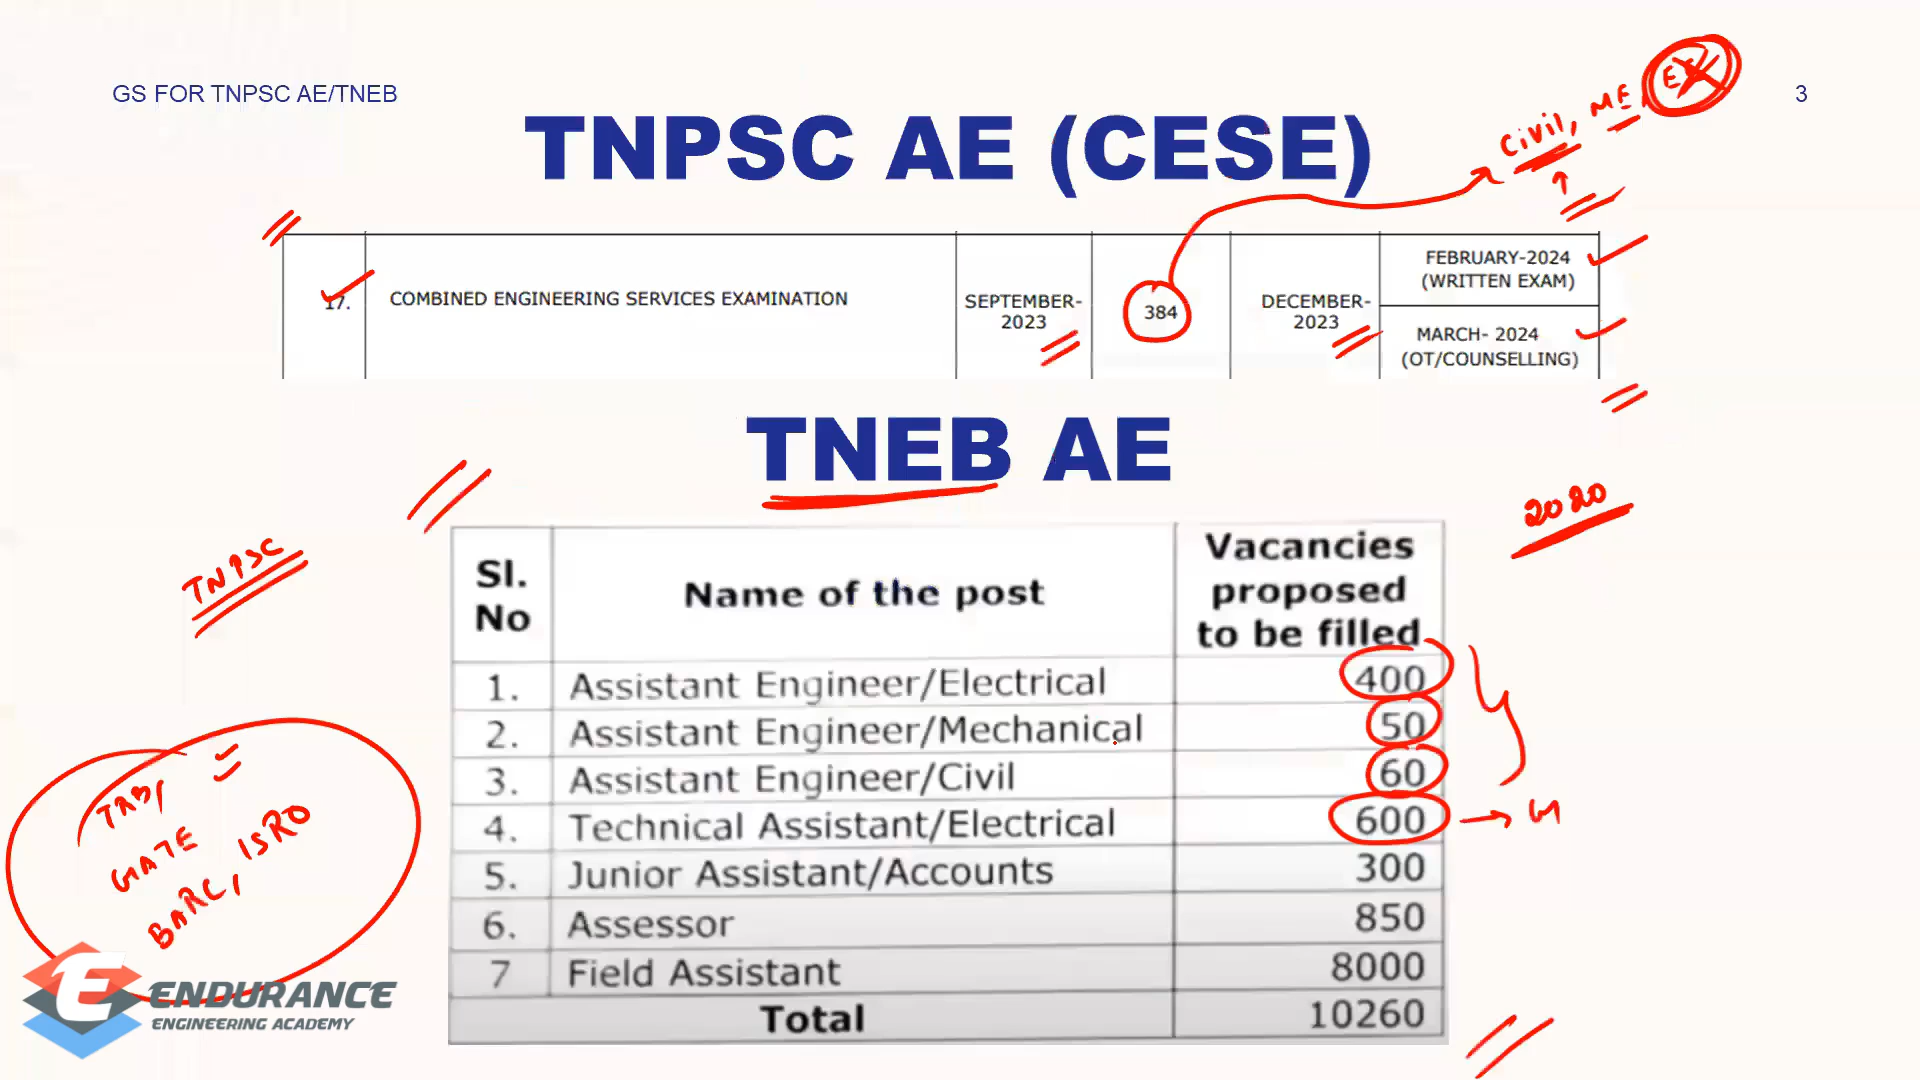 GS FOR TNPSC AE/TNEB
3
TNPSC AE (CESE)
Civil, ME,
17.
COMBINED ENGINEERING SERVICES EXAMINATION
SEPTEMBER-
2023
384
DECEMBER-
2023
FEBRUARY-2024
(WRITTEN EXAM)
MARCH- 2024
(OT/COUNSELLING)
TNEB AE
2020
TNPSC
Sl. No Name of the post Vacancies proposed to be filled
1. Assistant Engineer/Electrical 400
2. Assistant Engineer/Mechanical 50
3. Assistant Engineer/Civil 60
4. Technical Assistant/Electrical 600
5. Junior Assistant/Accounts 300
6. Assessor 850
7 Field Assistant 8000
Total 10260
TRB,
GATE
BARC, ISRO
ENDURANCE
ENGINEERING ACADEMY